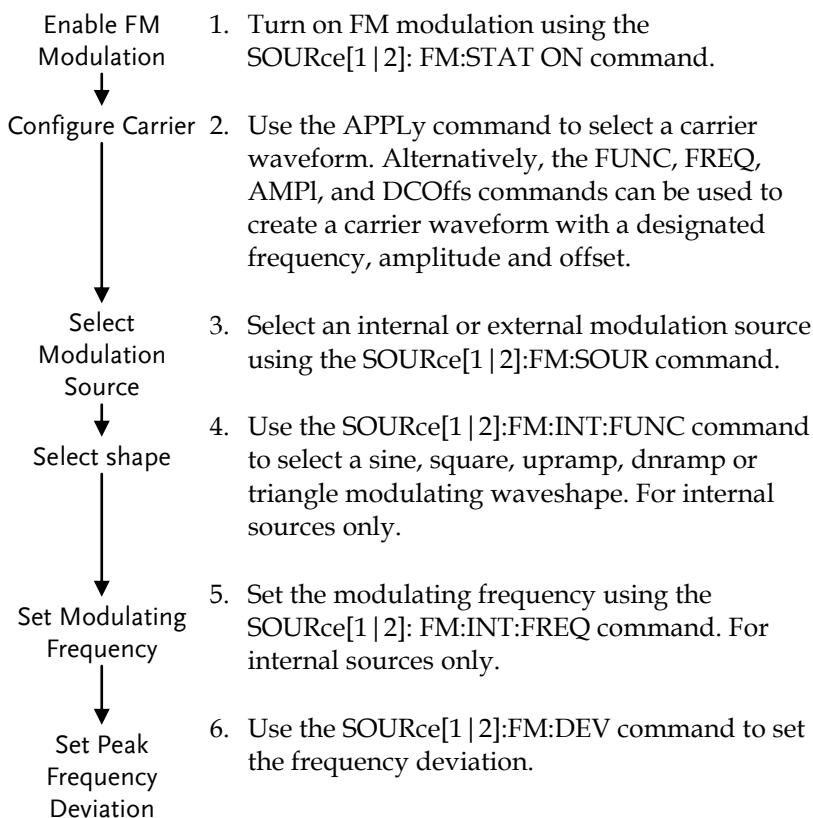 Enable FM
Modulation
1. Turn on FM modulation using the
SOURce[1|2]: FM:STAT ON command.
Configure Carrier
2. Use the APPLy command to select a carrier
waveform. Alternatively, the FUNC, FREQ,
AMPl, and DCOffs commands can be used to
create a carrier waveform with a designated
frequency, amplitude and offset.
Select
Modulation
Source
3. Select an internal or external modulation source
using the SOURce[1|2]:FM:SOUR command.
Select shape
4. Use the SOURce[1|2]:FM:INT:FUNC command
to select a sine, square, upramp, dnramp or
triangle modulating waveshape. For internal
sources only.
Set Modulating
Frequency
5. Set the modulating frequency using the
SOURce[1|2]: FM:INT:FREQ command. For
internal sources only.
Set Peak
Frequency
Deviation
6. Use the SOURce[1|2]:FM:DEV command to set
the frequency deviation.